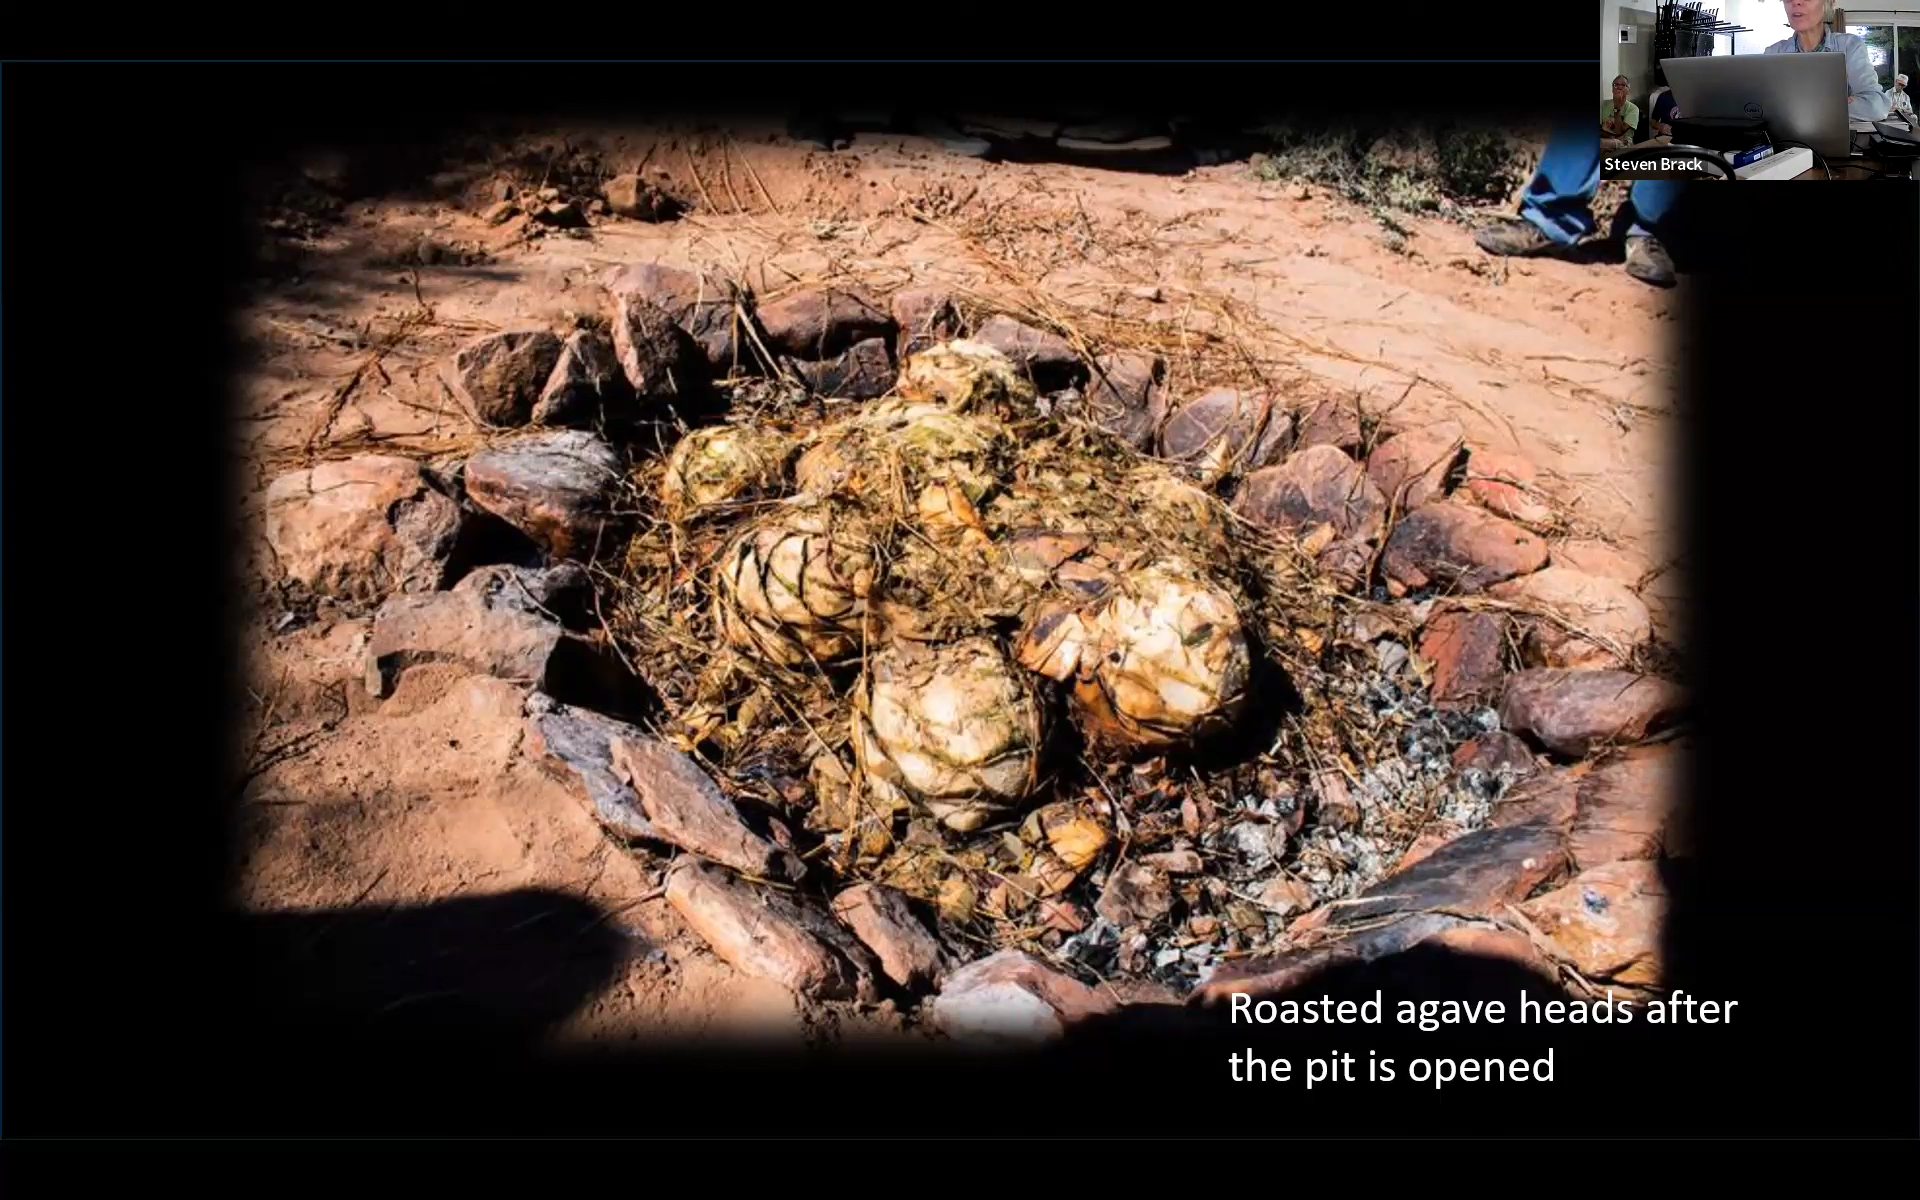 Steven Brack
Roasted agave heads after
the pit is opened